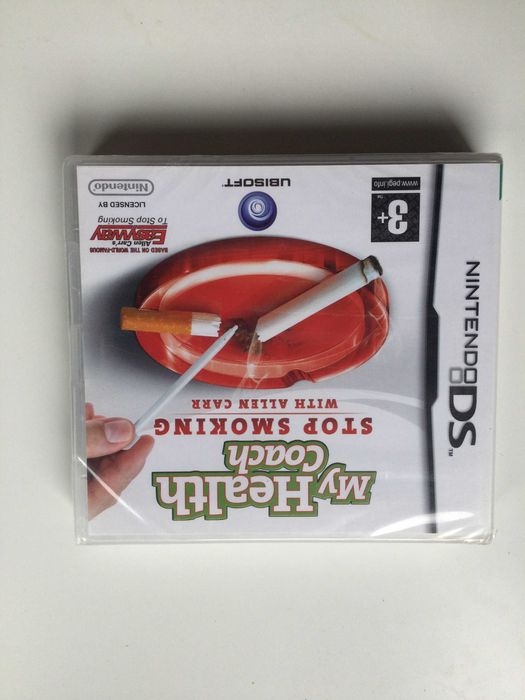 NINTENDO DS™
My Health
Coach
STOP SMOKING
WITH ALLEN CARR
BASED ON THE WORLD-FAMOUS
Allen Carr's
EASYWAY
To Stop Smoking
LICENSED BY
Nintendo
UBISOFT
3+
www.pegi.info